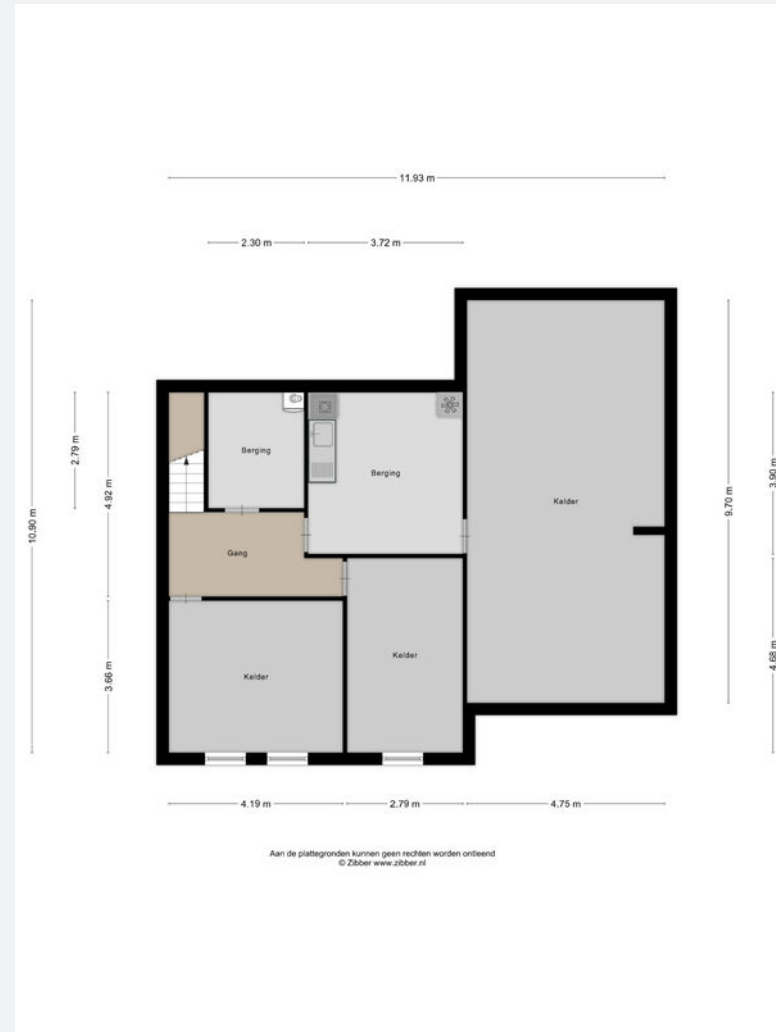 11.93 m
2.30 m
3.72 m
2.79 m
4.92 m
10.90 m
3.66 m
Berging
Berging
Kelder
Gang
Kelder
Kelder
9.70 m
3.90 m
4.68 m
4.19 m
2.79 m
4.75 m
Aan de plattegronden kunnen geen rechten worden ontleend
© Zibber www.zibber.nl